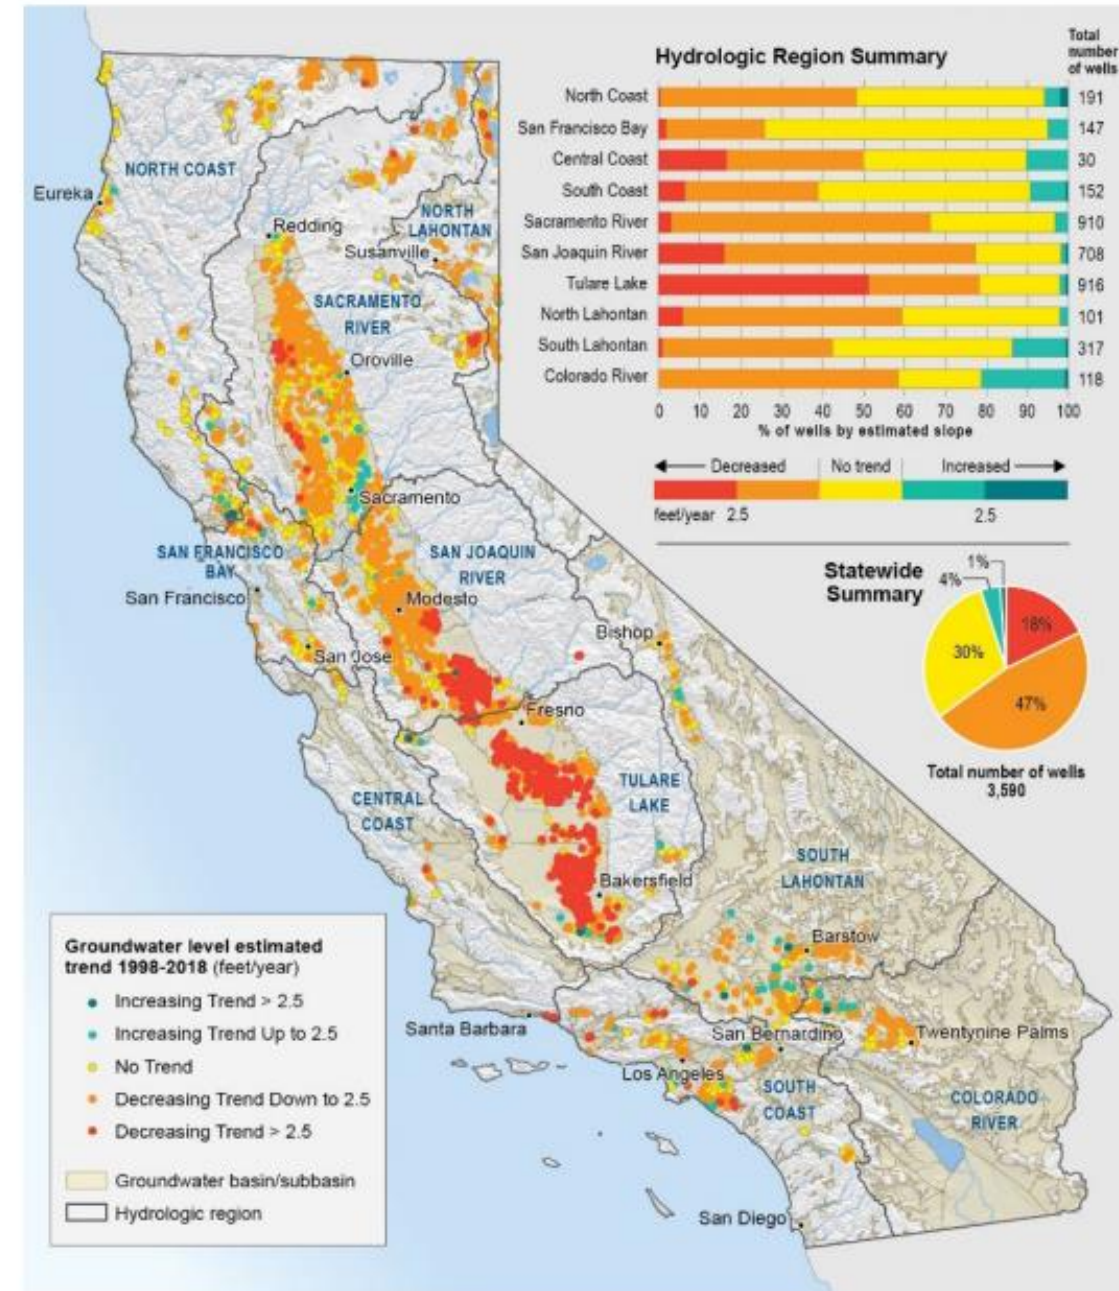 Hydrologic Region Summary
Total
number
of wells
North Coast 191
San Francisco Bay 147
Central Coast 30
South Coast 152
Sacramento River 910
San Joaquin River 708
Tulare Lake 916
North Lahontan 101
South Lahontan 317
Colorado River 118
0 10 20 30 40 50 60 70 80 90 100
% of wells by estimated slope
Decreased No trend Increased
feet/year 2.5 2.5
Statewide
Summary
1%
4%
18%
30%
47%
Total number of wells
3,590
NORTH COAST
Eureka
Redding
NORTH
LAHONTAN
Susanville
SACRAMENTO
RIVER
Oroville
Sacramento
SAN FRANCISCO
BAY
SAN JOAQUIN
RIVER
San Francisco
Modesto
Bishop
San Jose
Fresno
TULARE
LAKE
CENTRAL
COAST
SOUTH
LAHONTAN
Bakersfield
Barstow
Santa Barbara
San Bernardino
Twentynine Palms
Los Angeles
SOUTH
COAST
COLORADO
RIVER
San Diego
Groundwater level estimated
trend 1998-2018 (feet/year)
Increasing Trend > 2.5
Increasing Trend Up to 2.5
No Trend
Decreasing Trend Down to 2.5
Decreasing Trend > 2.5
Groundwater basin/subbasin
Hydrologic region